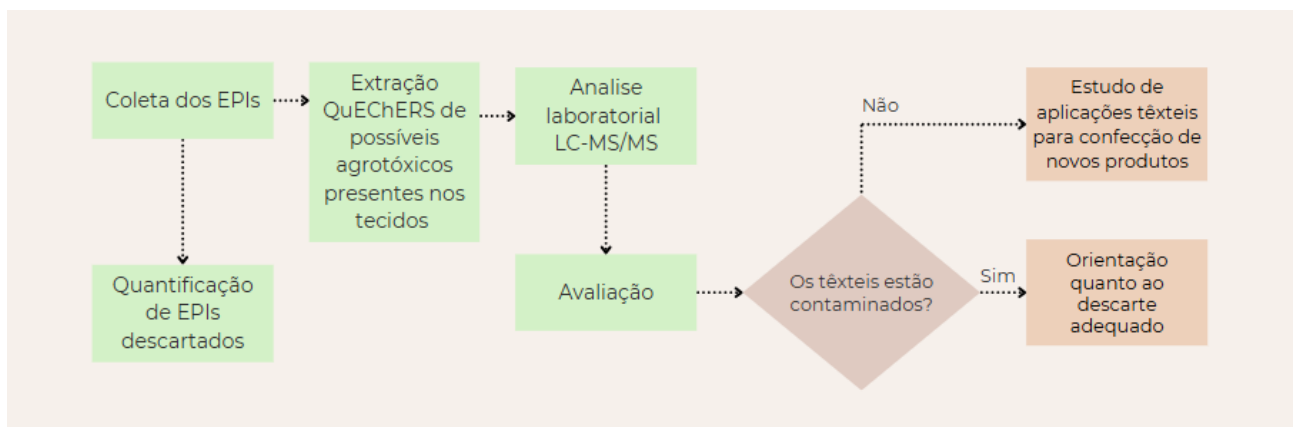 Coleta dos EPIs
Extração
QuEChERS de
possíveis
agrotóxicos
presentes nos
tecidos
Analise
laboratorial
LC-MS/MS
Não
Estudo de
aplicações têxteis
para confecção de
novos produtos
Quantificação
de EPIs
descartados
Avaliação
Os têxteis estão
contaminados?
Sim
Orientação
quanto ao
descarte
adequado